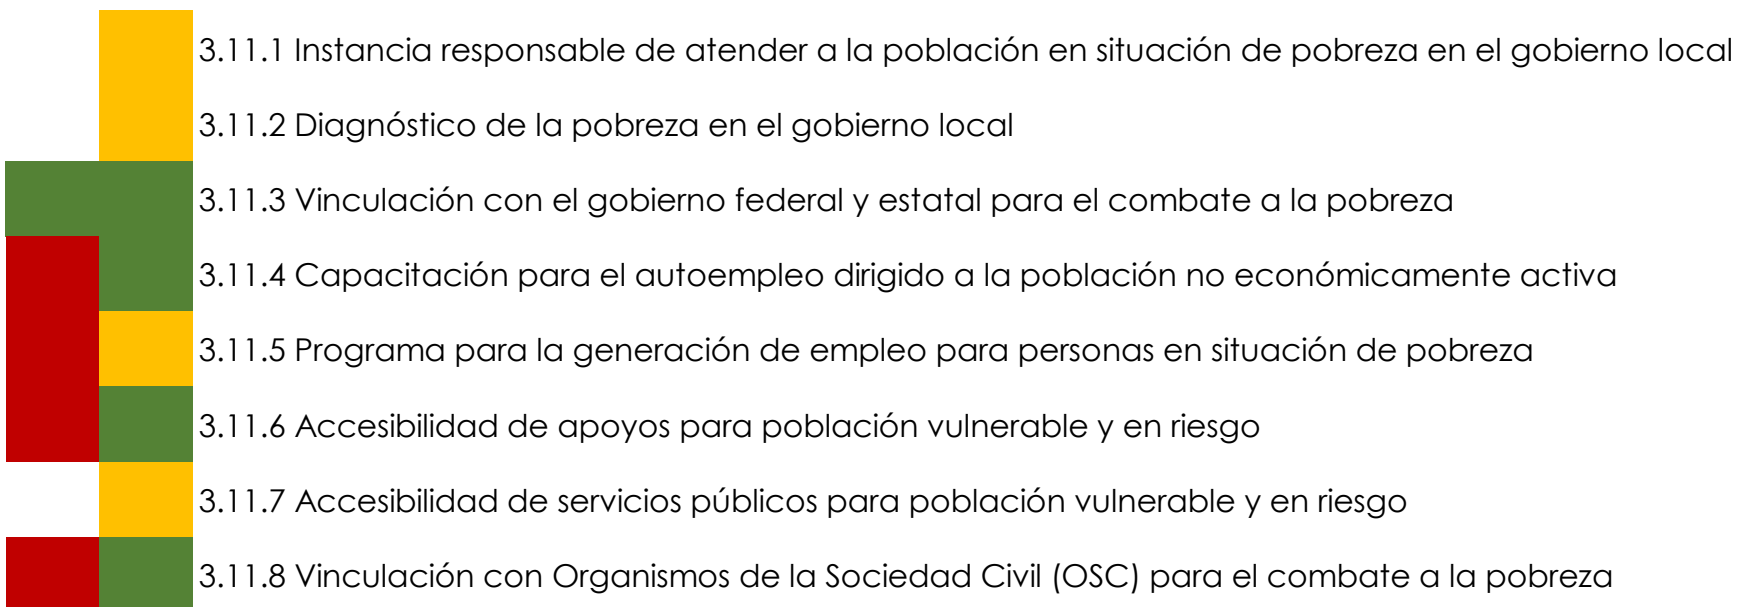 3.11.1 Instancia responsable de atender a la población en situación de pobreza en el gobierno local
3.11.2 Diagnóstico de la pobreza en el gobierno local
3.11.3 Vinculación con el gobierno federal y estatal para el combate a la pobreza
3.11.4 Capacitación para el autoempleo dirigido a la población no económicamente activa
3.11.5 Programa para la generación de empleo para personas en situación de pobreza
3.11.6 Accesibilidad de apoyos para población vulnerable y en riesgo
3.11.7 Accesibilidad de servicios públicos para población vulnerable y en riesgo
3.11.8 Vinculación con Organismos de la Sociedad Civil (OSC) para el combate a la pobreza